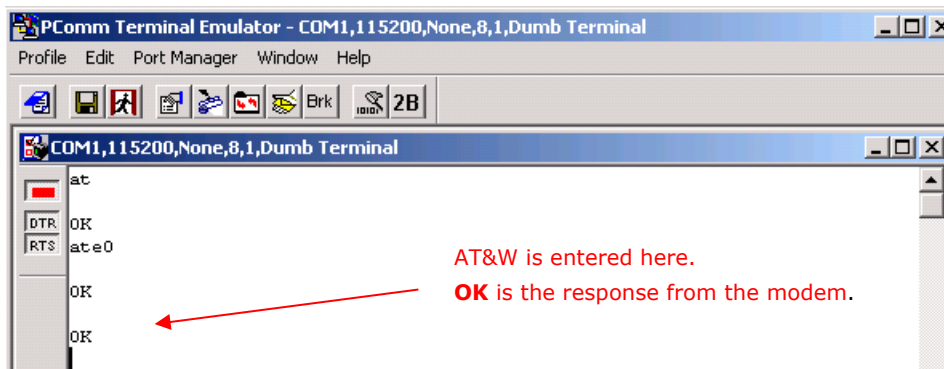 PComm Terminal Emulator - COM1,115200,None,8,1,Dumb Terminal
Profile Edit Port Manager Window Help
Brk 2B
COM1,115200,None,8,1,Dumb Terminal
at
DTR OK
RTS ate0
AT&W is entered here.
OK
OK is the response from the modem.
OK